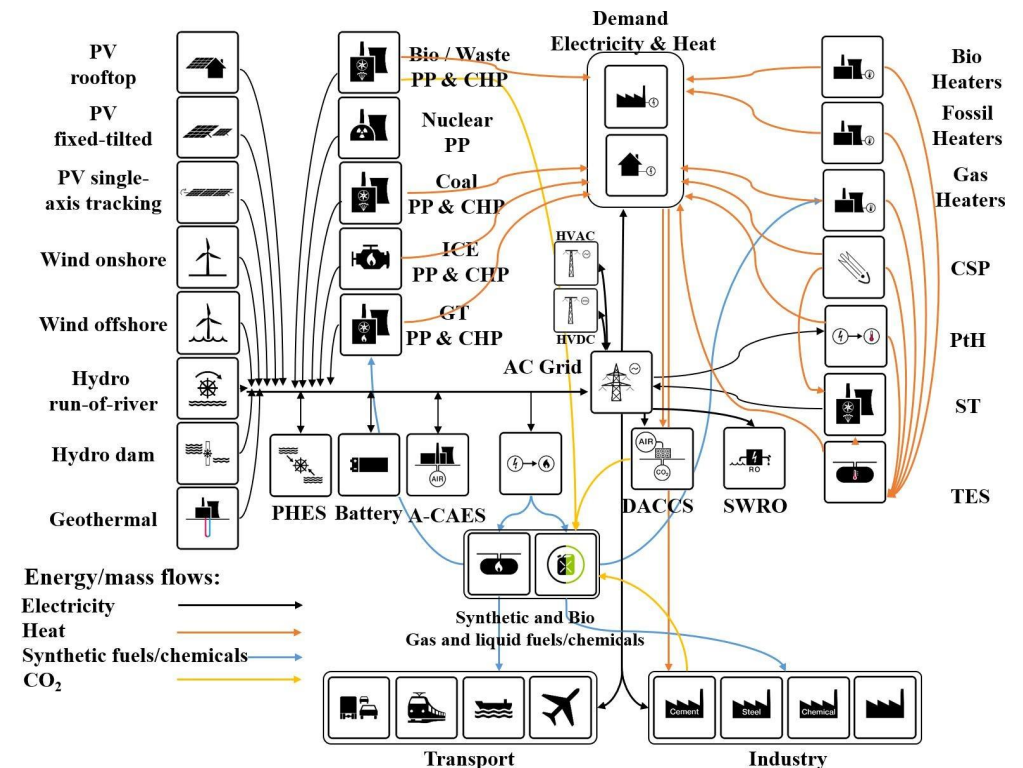 Demand
Electricity & Heat
PV
rooftop
PV
fixed-tilted
PV single-
axis tracking
Wind onshore
Wind offshore
Hydro
run-of-river
Hydro dam
Geothermal
Bio / Waste
PP & CHP
Nuclear
PP
Coal
PP & CHP
ICE
PP & CHP
GT
PP & CHP
HVAC
HVDC
AC Grid
Bio
Heaters
Fossil
Heaters
Gas
Heaters
CSP
PtH
ST
TES
AIR
PHES
Battery
A-CAES
AIR
CO2
RO
DACCS
SWRO
Synthetic and Bio
Gas and liquid fuels/chemicals
Energy/mass flows:
Electricity
Heat
Synthetic fuels/chemicals
CO₂
Cement
Steel
Chemical
Transport
Industry